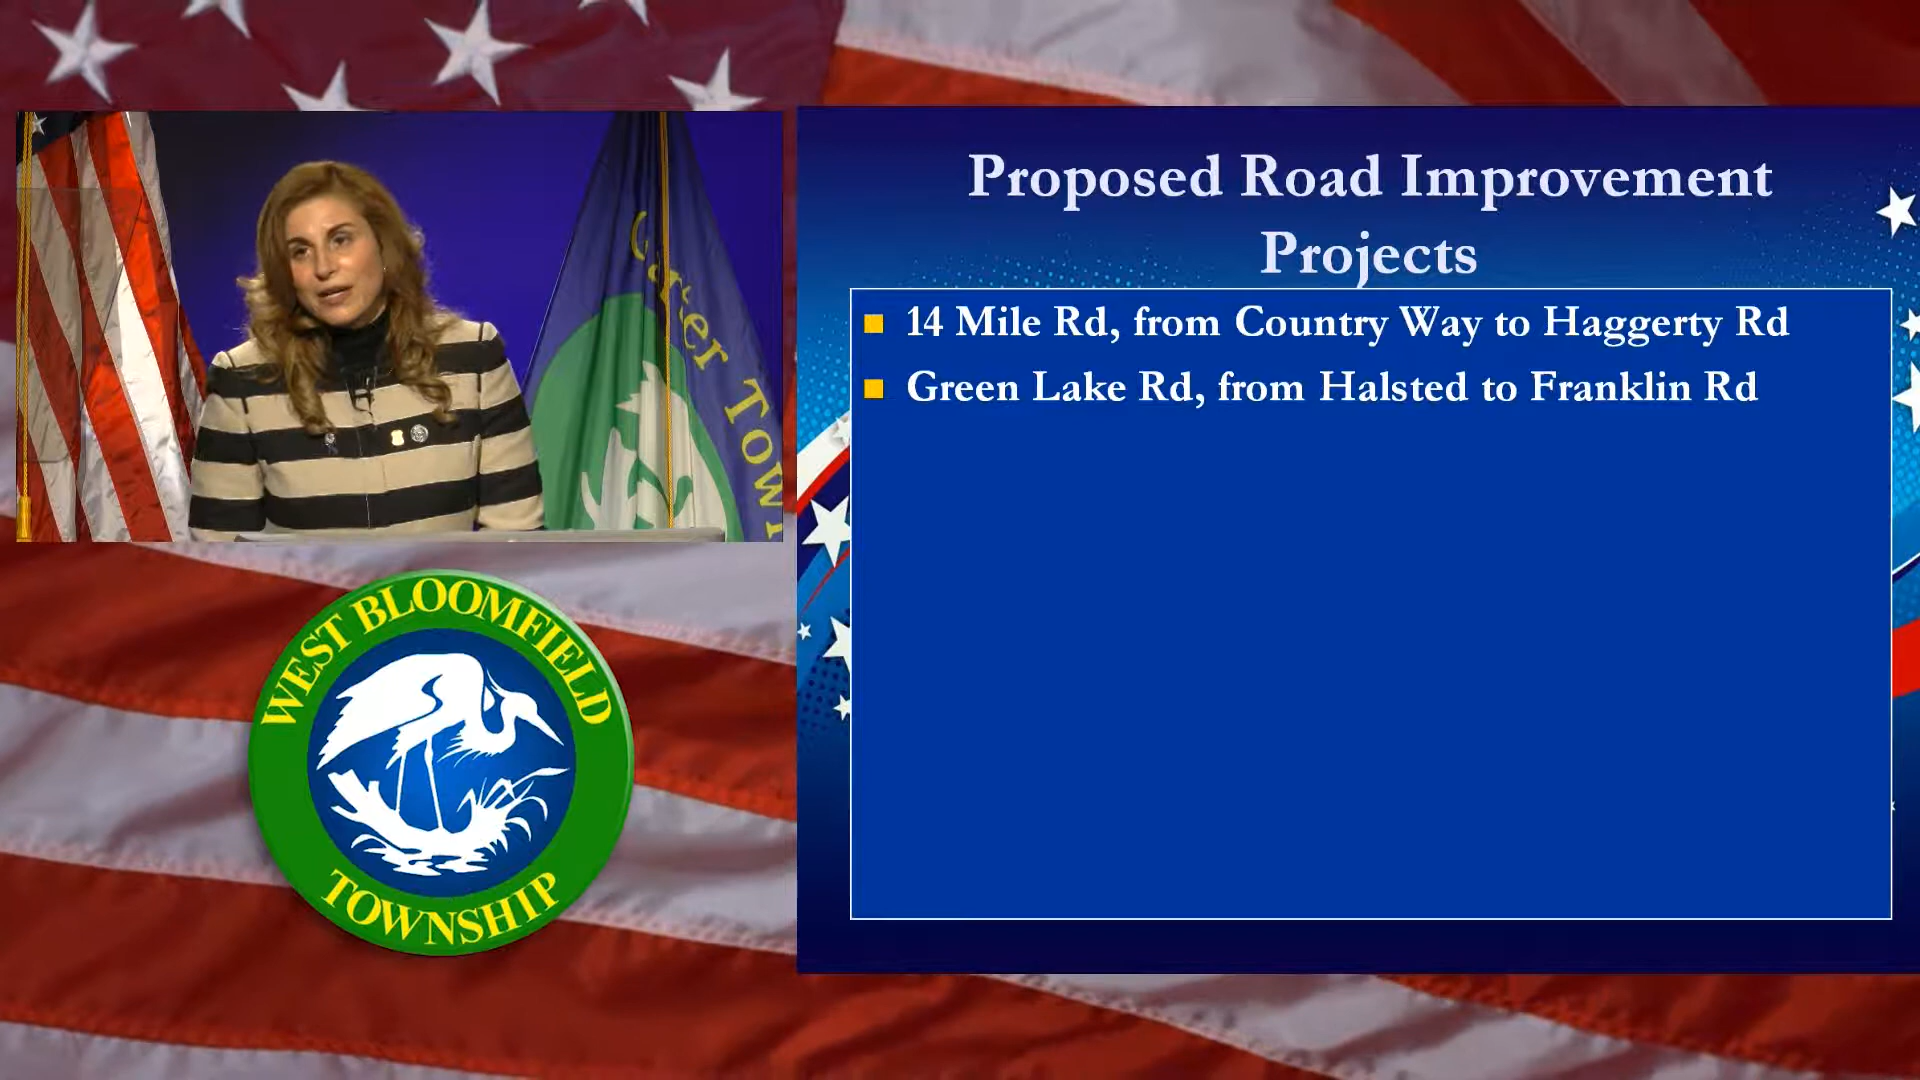 Proposed Road Improvement
Projects
14 Mile Rd, from Country Way to Haggerty Rd
Green Lake Rd, from Halsted to Franklin Rd
WEST BLOOMFIELD
TOWNSHIP